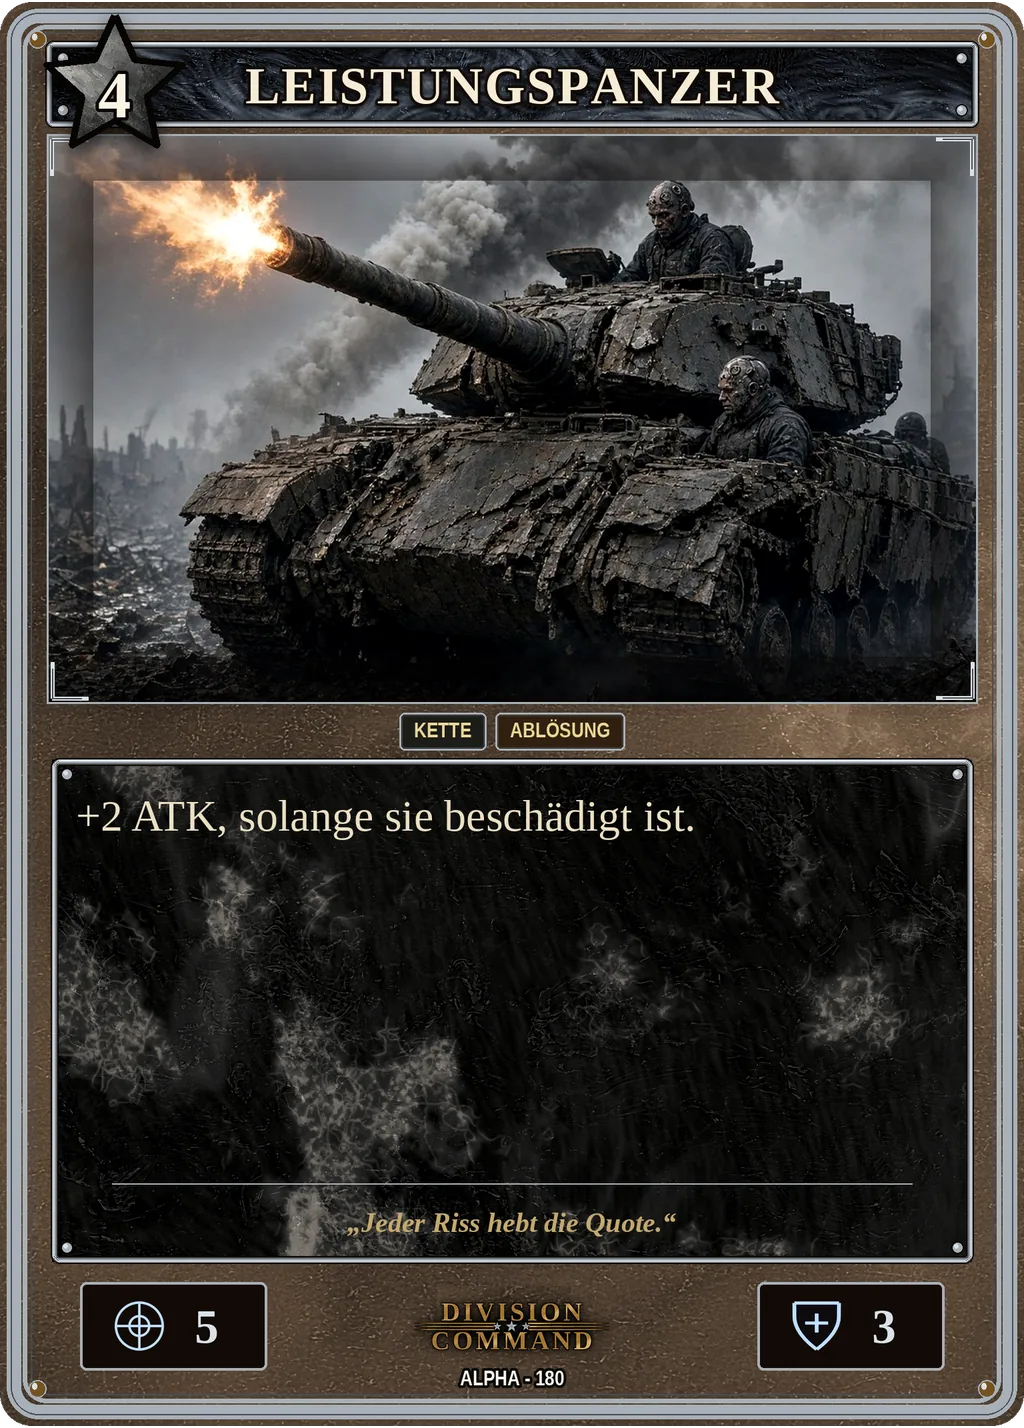 4
LEISTUNGSPANZER
KETTE ABLÖSUNG
+2 ATK, solange sie beschädigt ist.
„Jeder Riss hebt die Quote.“
5
DIVISION
COMMAND
ALPHA - 180
3